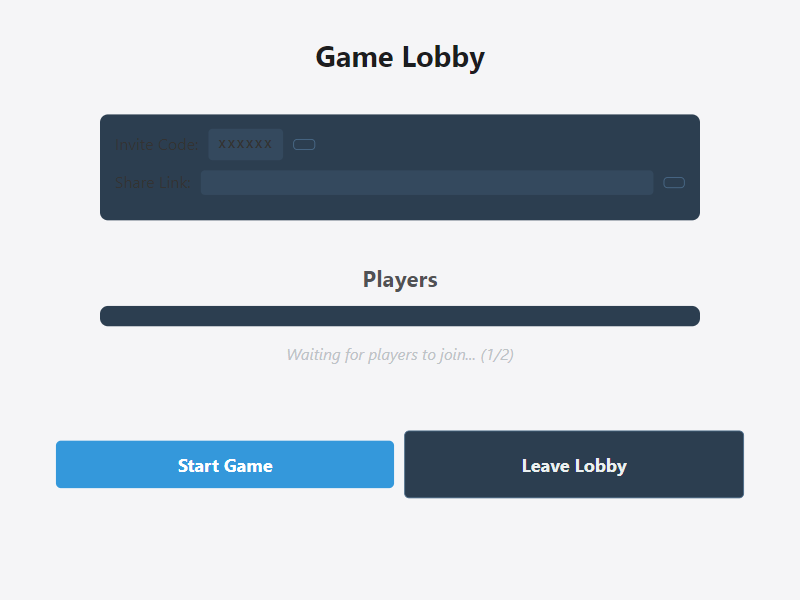 Game Lobby
Invite Code: XXXXXX
Share Link:
Players
Waiting for players to join... (1/2)
Start Game
Leave Lobby